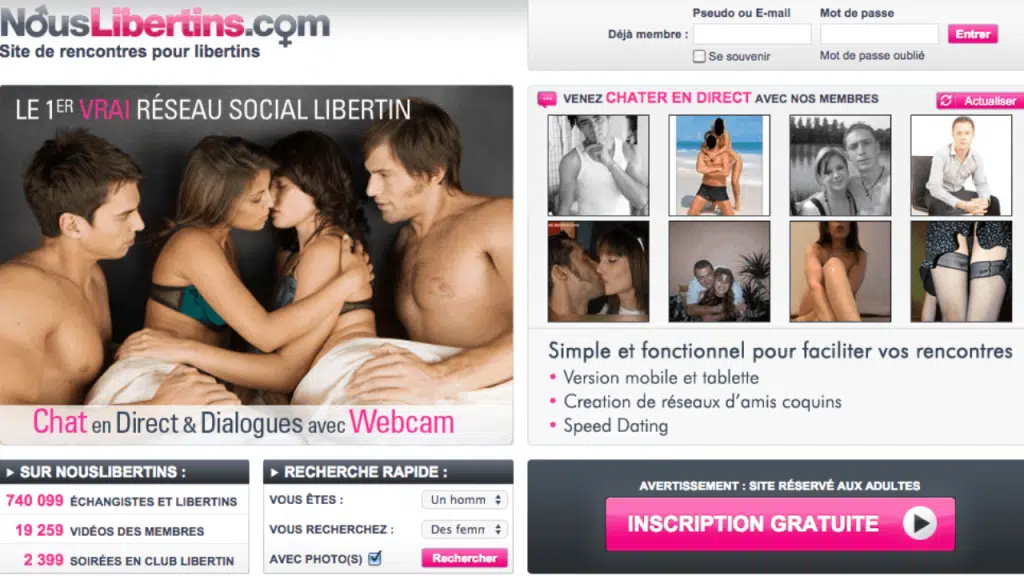 NousLibertins.com
Site de rencontres pour libertins
Pseudo ou E-mail
Mot de passe
Déjà membre :
Entrer
Se souvenir
Mot de passe oublié
LE 1ER VRAI RÉSEAU SOCIAL LIBERTIN
Chat en Direct & Dialogues avec Webcam
VENEZ CHATER EN DIRECT AVEC NOS MEMBRES
Actualiser
Simple et fonctionnel pour faciliter vos rencontres
• Version mobile et tablette
• Creation de réseaux d'amis coquins
• Speed Dating
SUR NOUSLIBERTINS :
740 099 ÉCHANGISTES ET LIBERTINS
19 259 VIDÉOS DES MEMBRES
2 399 SOIRÉES EN CLUB LIBERTIN
RECHERCHE RAPIDE :
VOUS ÊTES : Un homm
VOUS RECHERCHEZ : Des femm
AVEC PHOTO(S)
Rechercher
AVERTISSEMENT : SITE RÉSERVÉ AUX ADULTES
INSCRIPTION GRATUITE